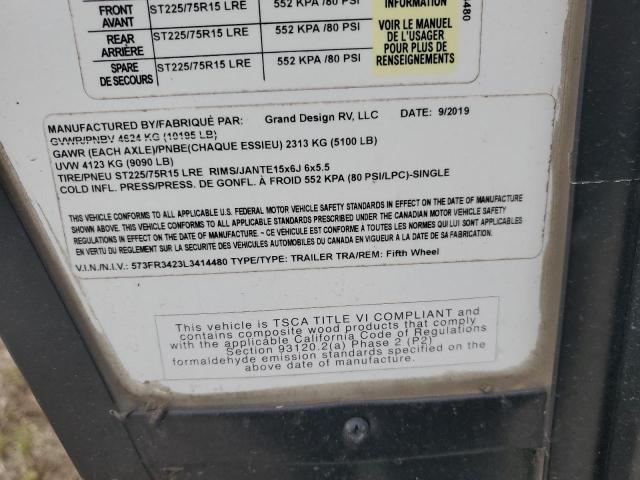 FRONT ST225/75R15 LRE 552 KPA /80 PSI
AVANT
REAR ST225/75R15 LRE 552 KPA /80 PSI
ARRIÈRE
SPARE ST225/75R15 LRE 552 KPA /80 PSI
DE SECOURS
INFORMATION
VOIR LE MANUEL
DE L'USAGER
POUR PLUS DE
RENSEIGNEMENTS
4480
MANUFACTURED BY/FABRIQUÉ PAR: Grand Design RV, LLC DATE: 9/2019
GVWR/PNBV 4624 KG (10195 LB)
GAWR (EACH AXLE)/PNBE(CHAQUE ESSIEU) 2313 KG (5100 LB)
UVW 4123 KG (9090 LB)
TIRE/PNEU ST225/75R15 LRE RIMS/JANTE15x6J 6x5.5
COLD INFL. PRESS/PRESS. DE GONFL. À FROID 552 KPA (80 PSI/LPC)-SINGLE
THIS VEHICLE CONFORMS TO ALL APPLICABLE U.S. FEDERAL MOTOR VEHICLE SAFETY STANDARDS IN EFFECT ON DATE OF MANUFACTURE
SHOWN ABOVE. THIS VEHICLE CONFORMS TO ALL APPLICABLE STANDARDS PRESCRIBED UNDER THE CANADIAN MOTOR VEHICLE SAFETY
REGULATIONS IN EFFECT ON THE DATE OF MANUFACTURE ~ CE VEHICULE EST CONFORME A TOUTES LES NORMES QUI LUI SONT APPLICABLES
EN VERTU DU REGLEMENT SUR LA SECURITE DES VÉHICULES AUTOMOBILES DU CANADA EN VIGUEUR A LA DATE DE SA FABRICATION.
V.I.N./N.I.V.: 573FR3423L3414480 TYPE/TYPE: TRAILER TRA/REM: Fifth Wheel
This vehicle is TSCA TITLE VI COMPLIANT and
contains composite wood products that comply
with the applicable California Code of Regulations
Section 93120.2(a) Phase 2 (P2)
formaldehyde emission standards specified on the
above date of manufacture.